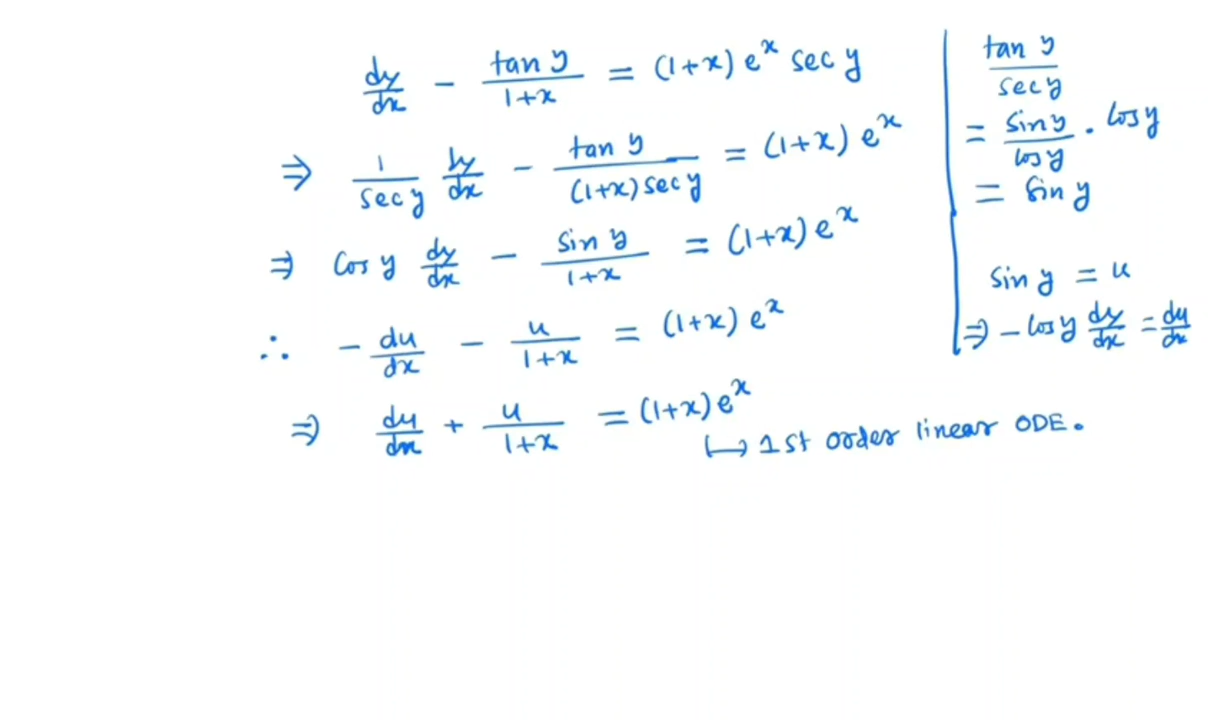 dy/dx - tan y/(1+x) = (1+x) e^x sec y
⇒ 1/sec y dy/dx - tan y/((1+x) sec y) = (1+x) e^x
⇒ cos y dy/dx - sin y/(1+x) = (1+x) e^x
∴ - du/dx - u/(1+x) = (1+x) e^x
⇒ du/dx + u/(1+x) = (1+x) e^x
↦ 1st order linear ODE.
tan y/sec y
= sin y/cos y . cos y
= sin y
sin y = u
⇒ - cos y dy/dx = du/dx